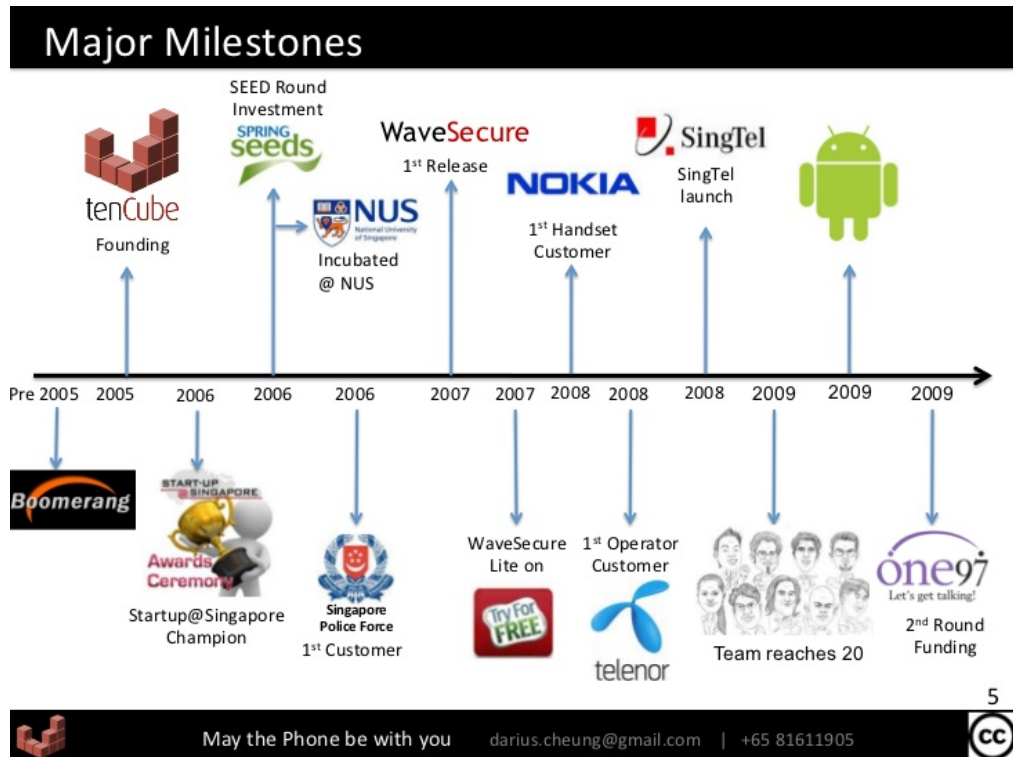 Major Milestones
SEED Round
Investment
SPRING
seeds
tenCube
Founding
NUS
National University
of Singapore
Incubated
@ NUS
WaveSecure
1st Release
NOKIA
1st Handset
Customer
SingTel
SingTel
launch
Pre 2005 2005 2006 2006 2006 2007 2007 2008 2008 2008 2009 2009 2009
Boomerang
START-UP
@SINGAPORE
Awards
Ceremony
Startup@Singapore
Champion
Singapore
Police Force
1st Customer
WaveSecure
Lite on
Try For
FREE
1st Operator
Customer
telenor
Team reaches 20
one97
Let's get talking!
2nd Round
Funding
5
May the Phone be with you darius.cheung@gmail.com | +65 81611905
cc